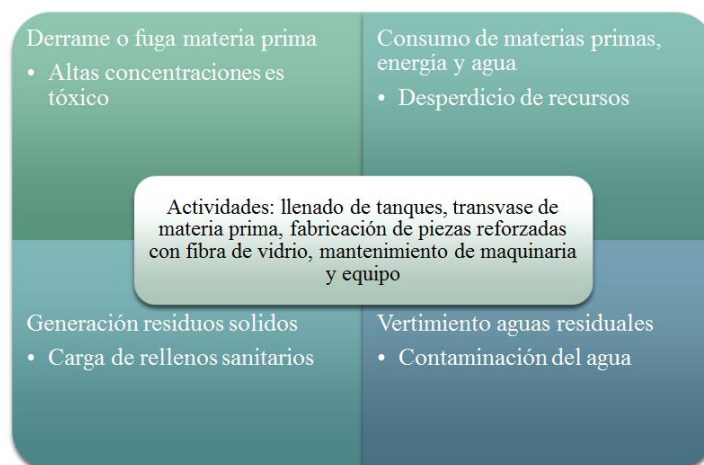 Derrame o fuga materia prima
• Altas concentraciones es
tóxico
Consumo de materias primas,
energía y agua
• Desperdicio de recursos
Actividades: llenado de tanques, transvase de
materia prima, fabricación de piezas reforzadas
con fibra de vidrio, mantenimiento de maquinaria
y equipo
Generación residuos solidos
• Carga de rellenos sanitarios
Vertimiento aguas residuales
• Contaminación del agua